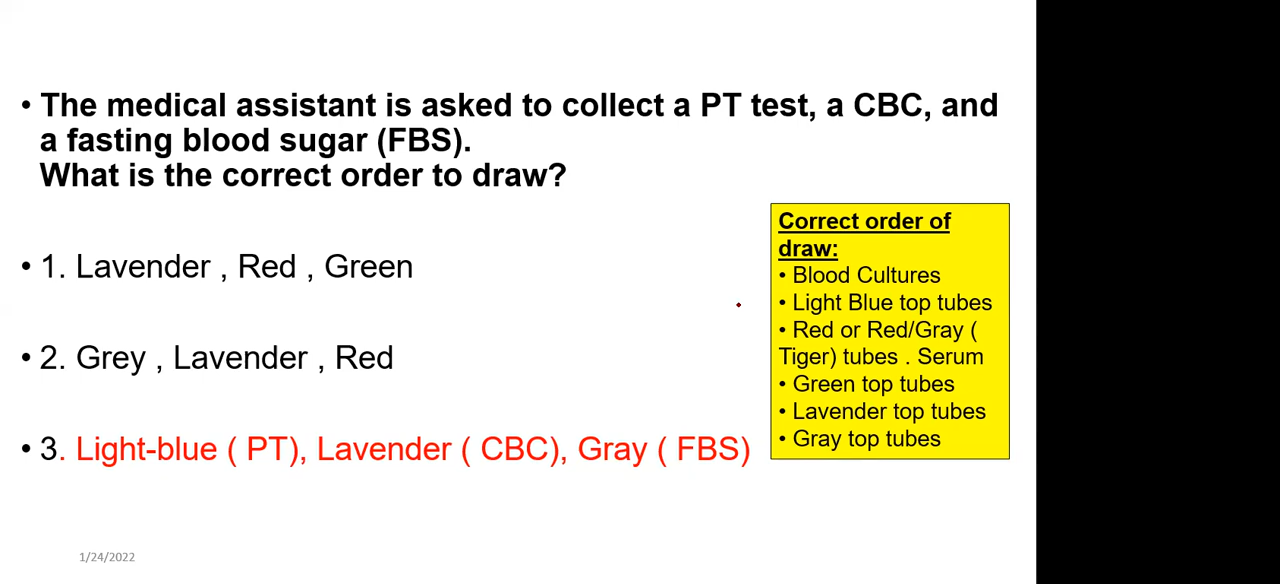 • The medical assistant is asked to collect a PT test, a CBC, and
a fasting blood sugar (FBS).
What is the correct order to draw?
• 1. Lavender , Red , Green
• 2. Grey , Lavender , Red
• 3. Light-blue ( PT), Lavender ( CBC), Gray ( FBS)
Correct order of
draw:
• Blood Cultures
• Light Blue top tubes
• Red or Red/Gray (
Tiger) tubes . Serum
• Green top tubes
• Lavender top tubes
• Gray top tubes
1/24/2022